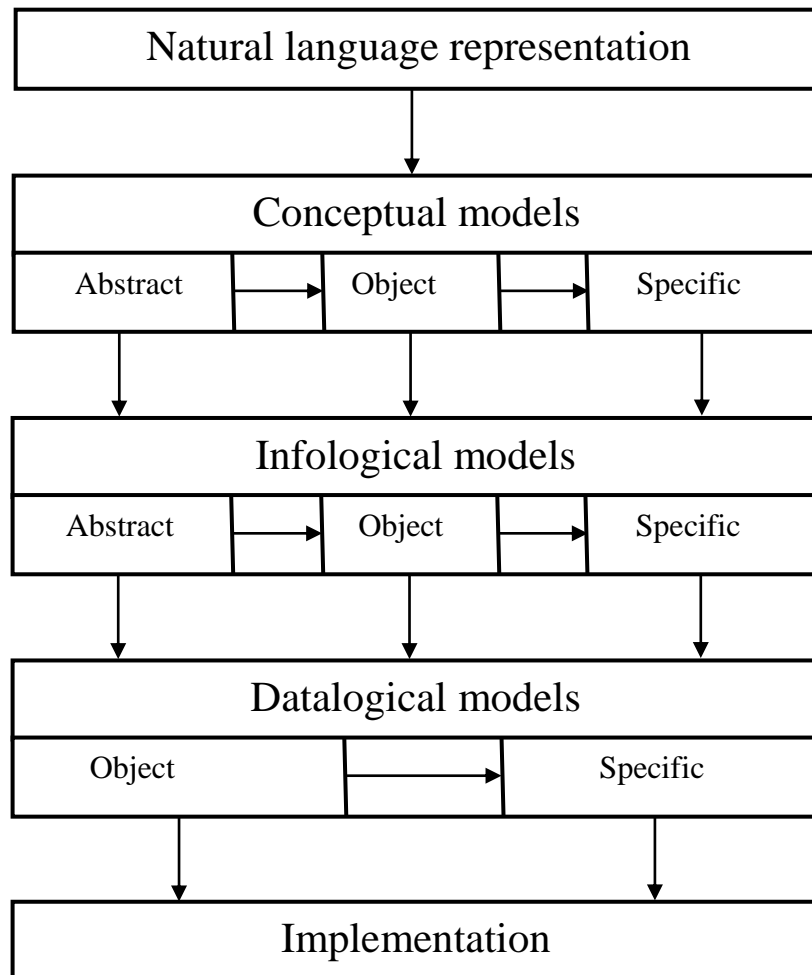 Natural language representation
Conceptual models
Abstract Object Specific
Infological models
Abstract Object Specific
Datalogical models
Object Specific
Implementation